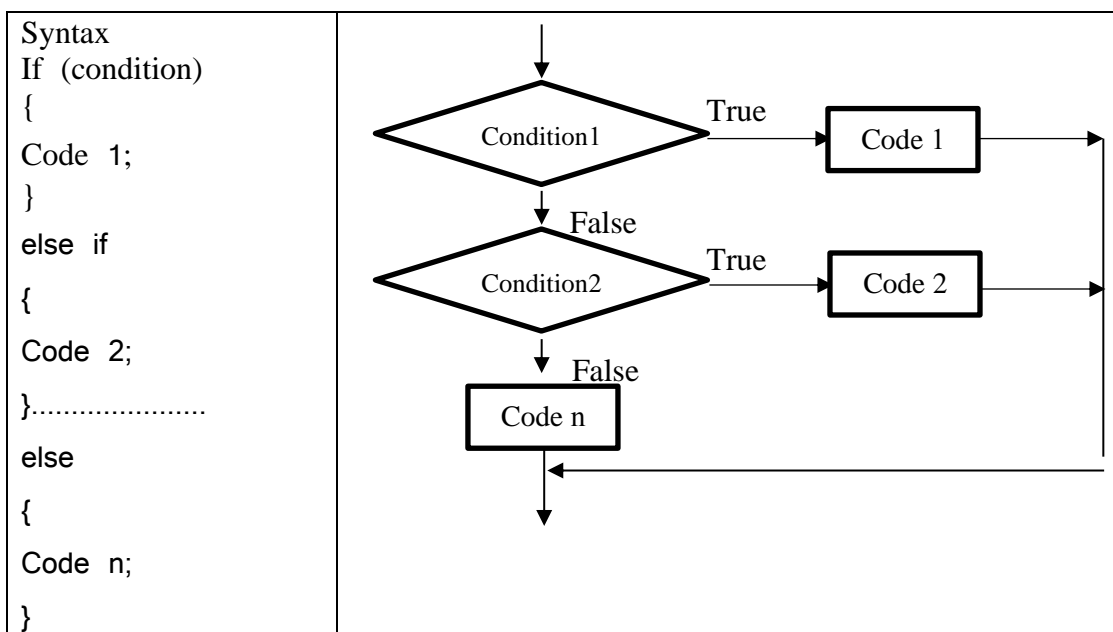 Syntax
If (condition)
{
Code 1;
}
else if
{
Code 2;
}......................
else
{
Code n;
}
Condition1
True
Code 1
False
Condition2
True
Code 2
False
Code n